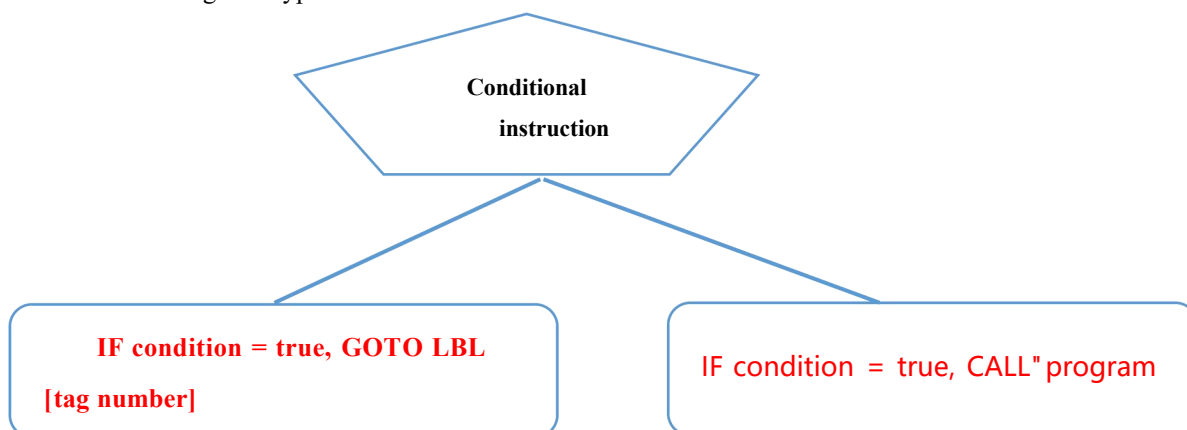 Conditional
instruction
IF condition = true, GOTO LBL
[tag number]
IF condition = true, CALL"program